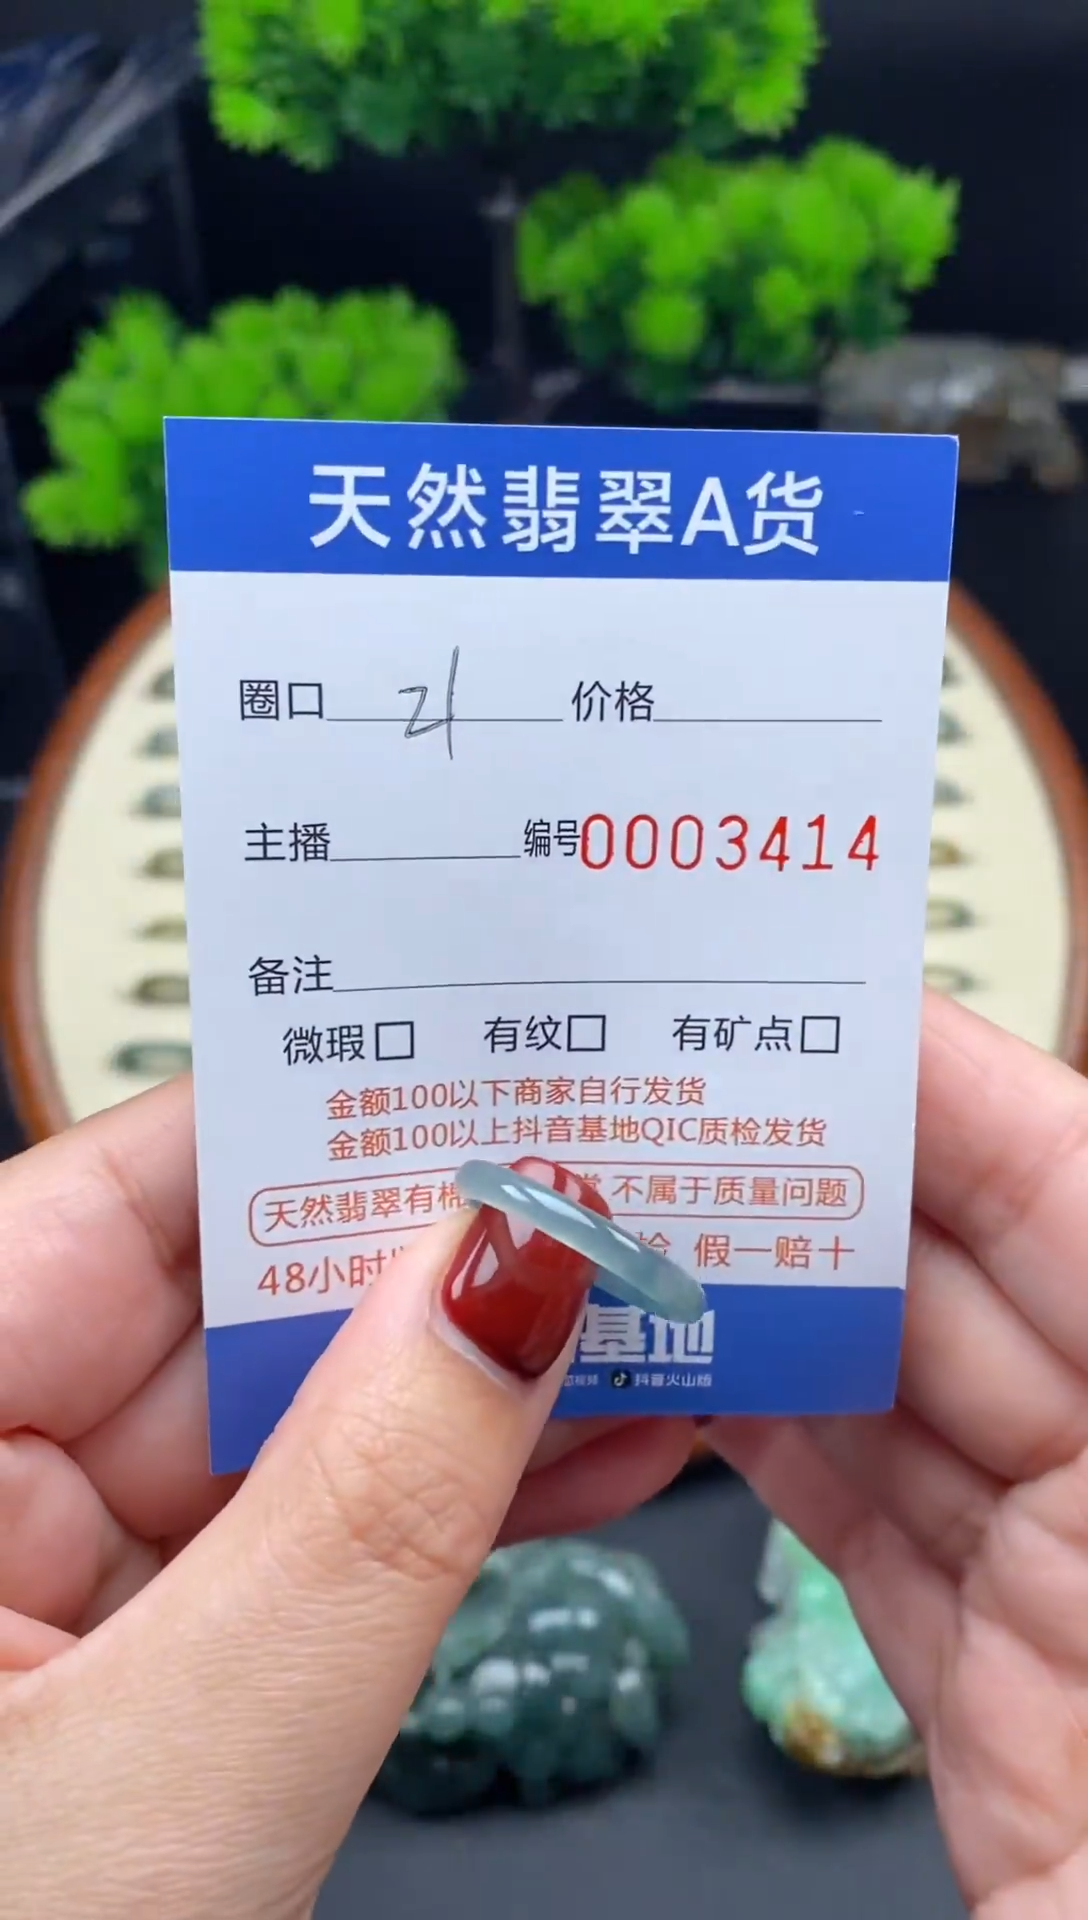 天然翡翠A货
圈口 21 价格
主播 编号0003414
备注
微瑕□ 有纹□ 有矿点□
金额100以下商家自行发货
金额100以上抖音基地QIC质检发货
天然翡翠有棉 不属于质量问题
48小时 假一赔十
基地
视频 抖音火山版